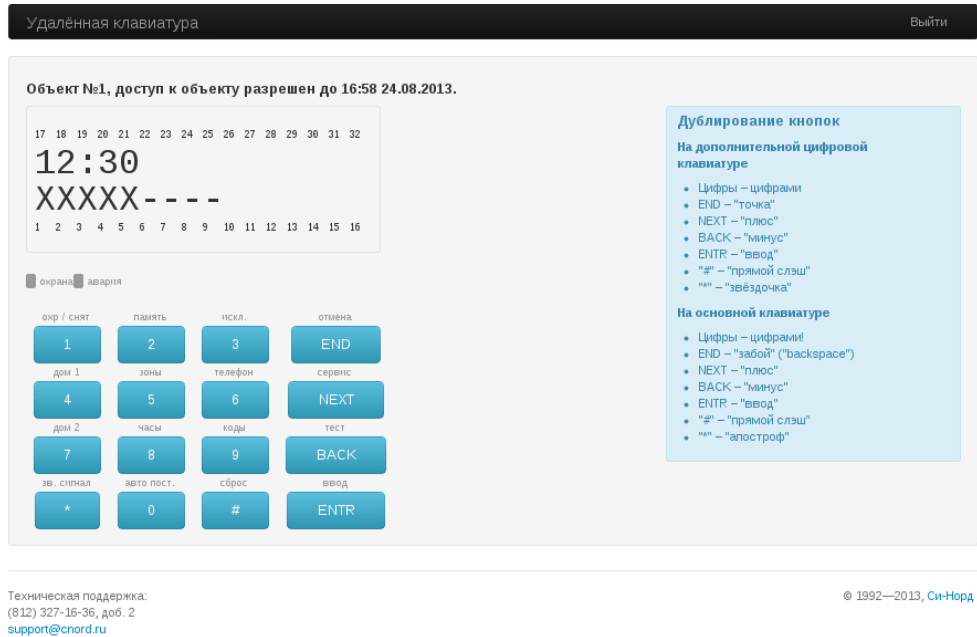 Удалённая клавиатура
Выйти
Объект №1, доступ к объекту разрешен до 16:58 24.08.2013.
17 18 19 20 21 22 23 24 25 26 27 28 29 30 31 32
12:30
XXXXX----
1 2 3 4 5 6 7 8 9 10 11 12 13 14 15 16
охрана авария
охр / снят память искл. отмена
1 2 3 END
дом 1 зоны телефон сервис
4 5 6 NEXT
дом 2 часы коды тест
7 8 9 BACK
зв. сигнал авто пост. сброс ввод
* 0 # ENTR
Дублирование кнопок
На дополнительной цифровой
клавиатуре
Цифры – цифрами
END – "точка"
NEXT – "плюс"
BACK – "минус"
ENTR – "ввод"
"#" – "прямой слэш"
"*" – "звёздочка"
На основной клавиатуре
Цифры – цифрами!
END – "забой" ("backspace")
NEXT – "плюс"
BACK – "минус"
ENTR – "ввод"
"#" – "прямой слэш"
"*" – "апостроф"
Техническая поддержка:
(812) 327-16-36, доб. 2
support@cnord.ru
© 1992—2013, Си-Норд